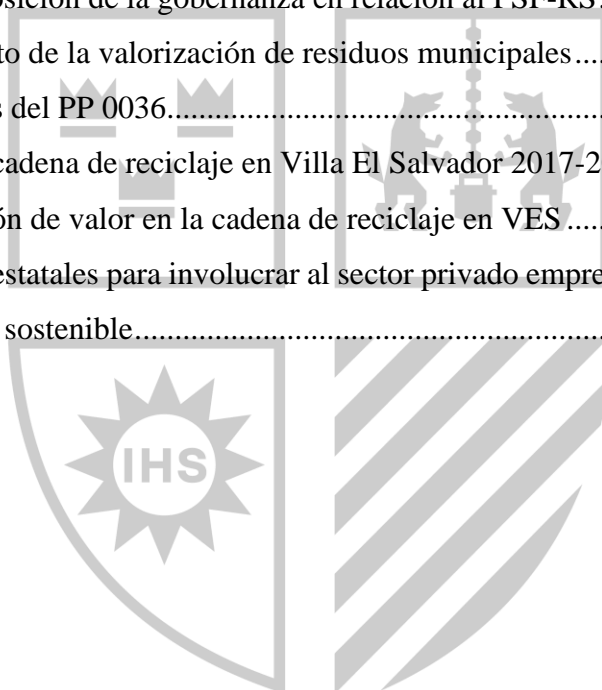 osición de la gobernanza en relación al PSF-RS.
to de la valorización de residuos municipales....
s del PP 0036...........................................
cadena de reciclaje en Villa El Salvador 2017-2
ón de valor en la cadena de reciclaje en VES.....
estatales para involucrar al sector privado empre
sostenible.................................................
IHS